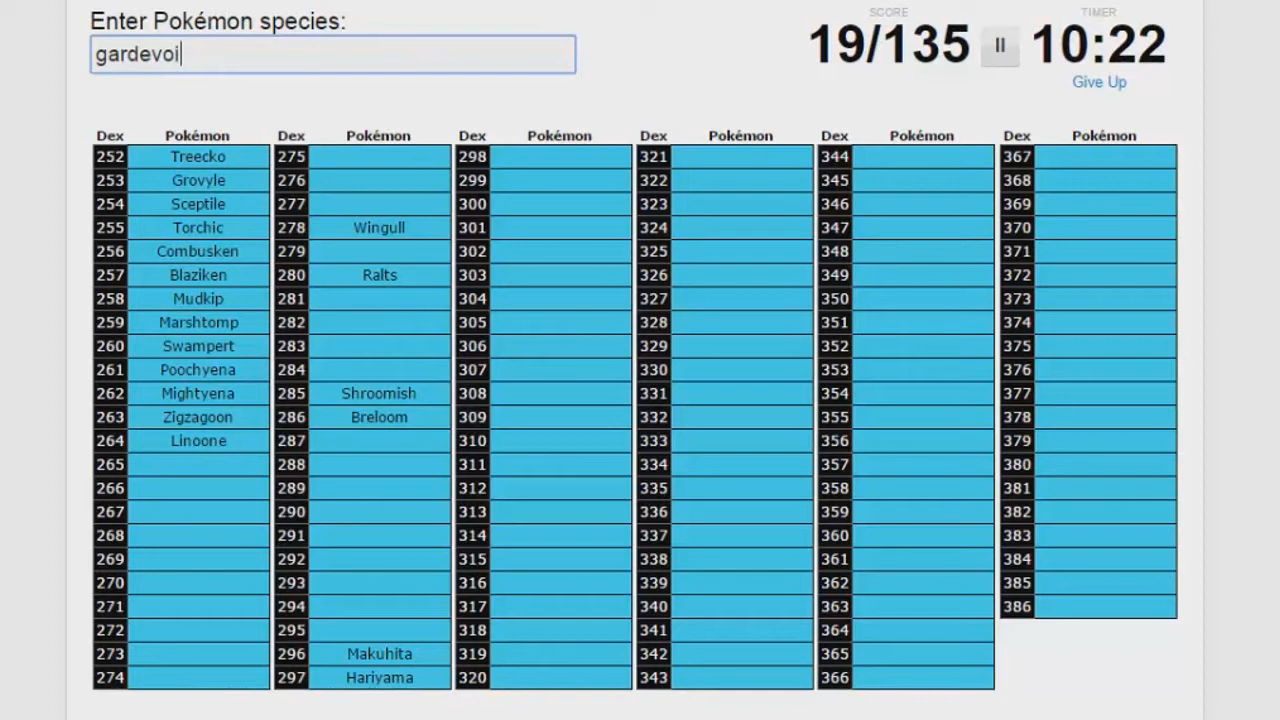 Enter Pokémon species:
gardevoi
SCORE
19/135
TIMER
10:22
Give Up
Dex Pokémon Dex Pokémon Dex Pokémon Dex Pokémon Dex Pokémon Dex Pokémon
252 Treecko 275 298 321 344 367
253 Grovyle 276 299 322 345 368
254 Sceptile 277 300 323 346 369
255 Torchic 278 Wingull 301 324 347 370
256 Combusken 279 302 325 348 371
257 Blaziken 280 Ralts 303 326 349 372
258 Mudkip 281 304 327 350 373
259 Marshtomp 282 305 328 351 374
260 Swampert 283 306 329 352 375
261 Poochyena 284 307 330 353 376
262 Mightyena 285 Shroomish 308 331 354 377
263 Zigzagoon 286 Breloom 309 332 355 378
264 Linoone 287 310 333 356 379
265 288 311 334 357 380
266 289 312 335 358 381
267 290 313 336 359 382
268 291 314 337 360 383
269 292 315 338 361 384
270 293 316 339 362 385
271 294 317 340 363 386
272 295 318 341 364
273 296 Makuhita 319 342 365
274 297 Hariyama 320 343 366